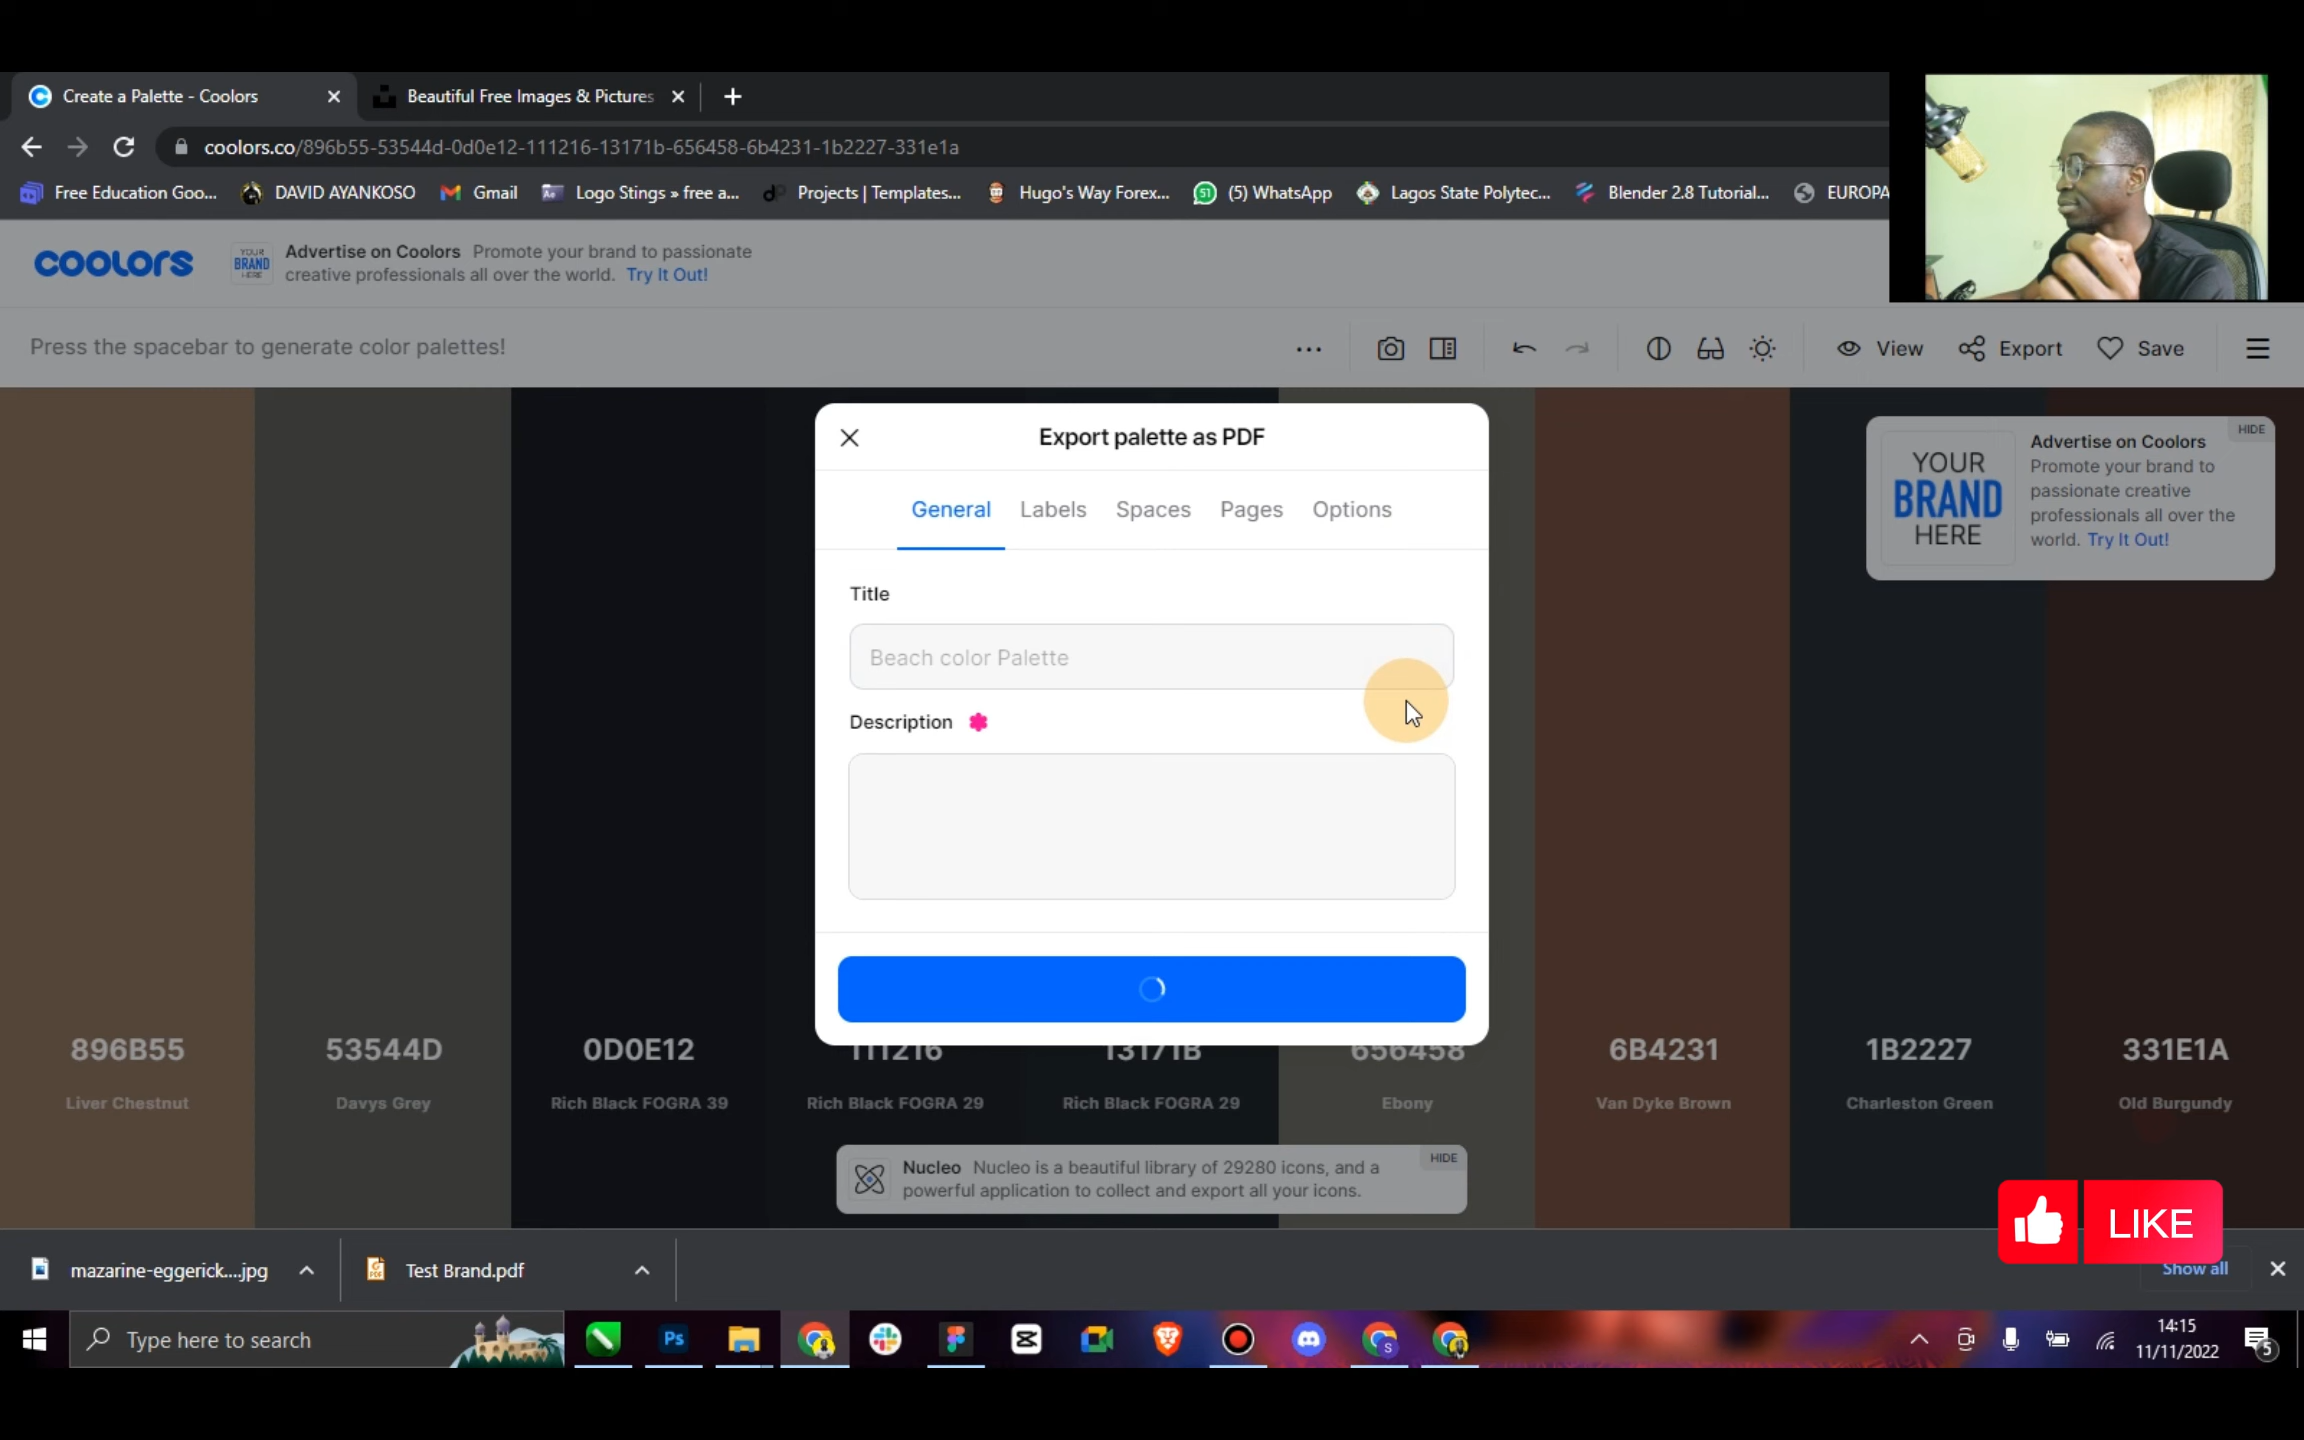 Create a Palette - Coolors
Beautiful Free Images & Pictures
coolors.co/896b55-53544d-0d0e12-111216-13171b-656458-6b4231-1b2227-331e1a
Free Education Goo...
DAVID AYANKOSO
Gmail
Logo Stings » free a...
Projects | Templates...
Hugo's Way Forex...
(5) WhatsApp
Lagos State Polytec...
Blender 2.8 Tutorial...
EUROPA
coolors
YOUR
BRAND
HERE
Advertise on Coolors Promote your brand to passionate
creative professionals all over the world. Try It Out!
Press the spacebar to generate color palettes!
View
Export
Save
Export palette as PDF
General
Labels
Spaces
Pages
Options
Title
Beach color Palette
Description
HIDE
YOUR
BRAND
HERE
Advertise on Coolors
Promote your brand to
passionate creative
professionals all over the
world. Try It Out!
896B55
53544D
0D0E12
111216
13171B
656458
6B4231
1B2227
331E1A
Liver Chestnut
Davys Grey
Rich Black FOGRA 39
Rich Black FOGRA 29
Rich Black FOGRA 29
Ebony
Van Dyke Brown
Charleston Green
Old Burgundy
Nucleo Nucleo is a beautiful library of 29280 icons, and a
powerful application to collect and export all your icons.
HIDE
LIKE
mazarine-eggerick....jpg
Test Brand.pdf
Show all
Type here to search
Ps
14:15
11/11/2022
5